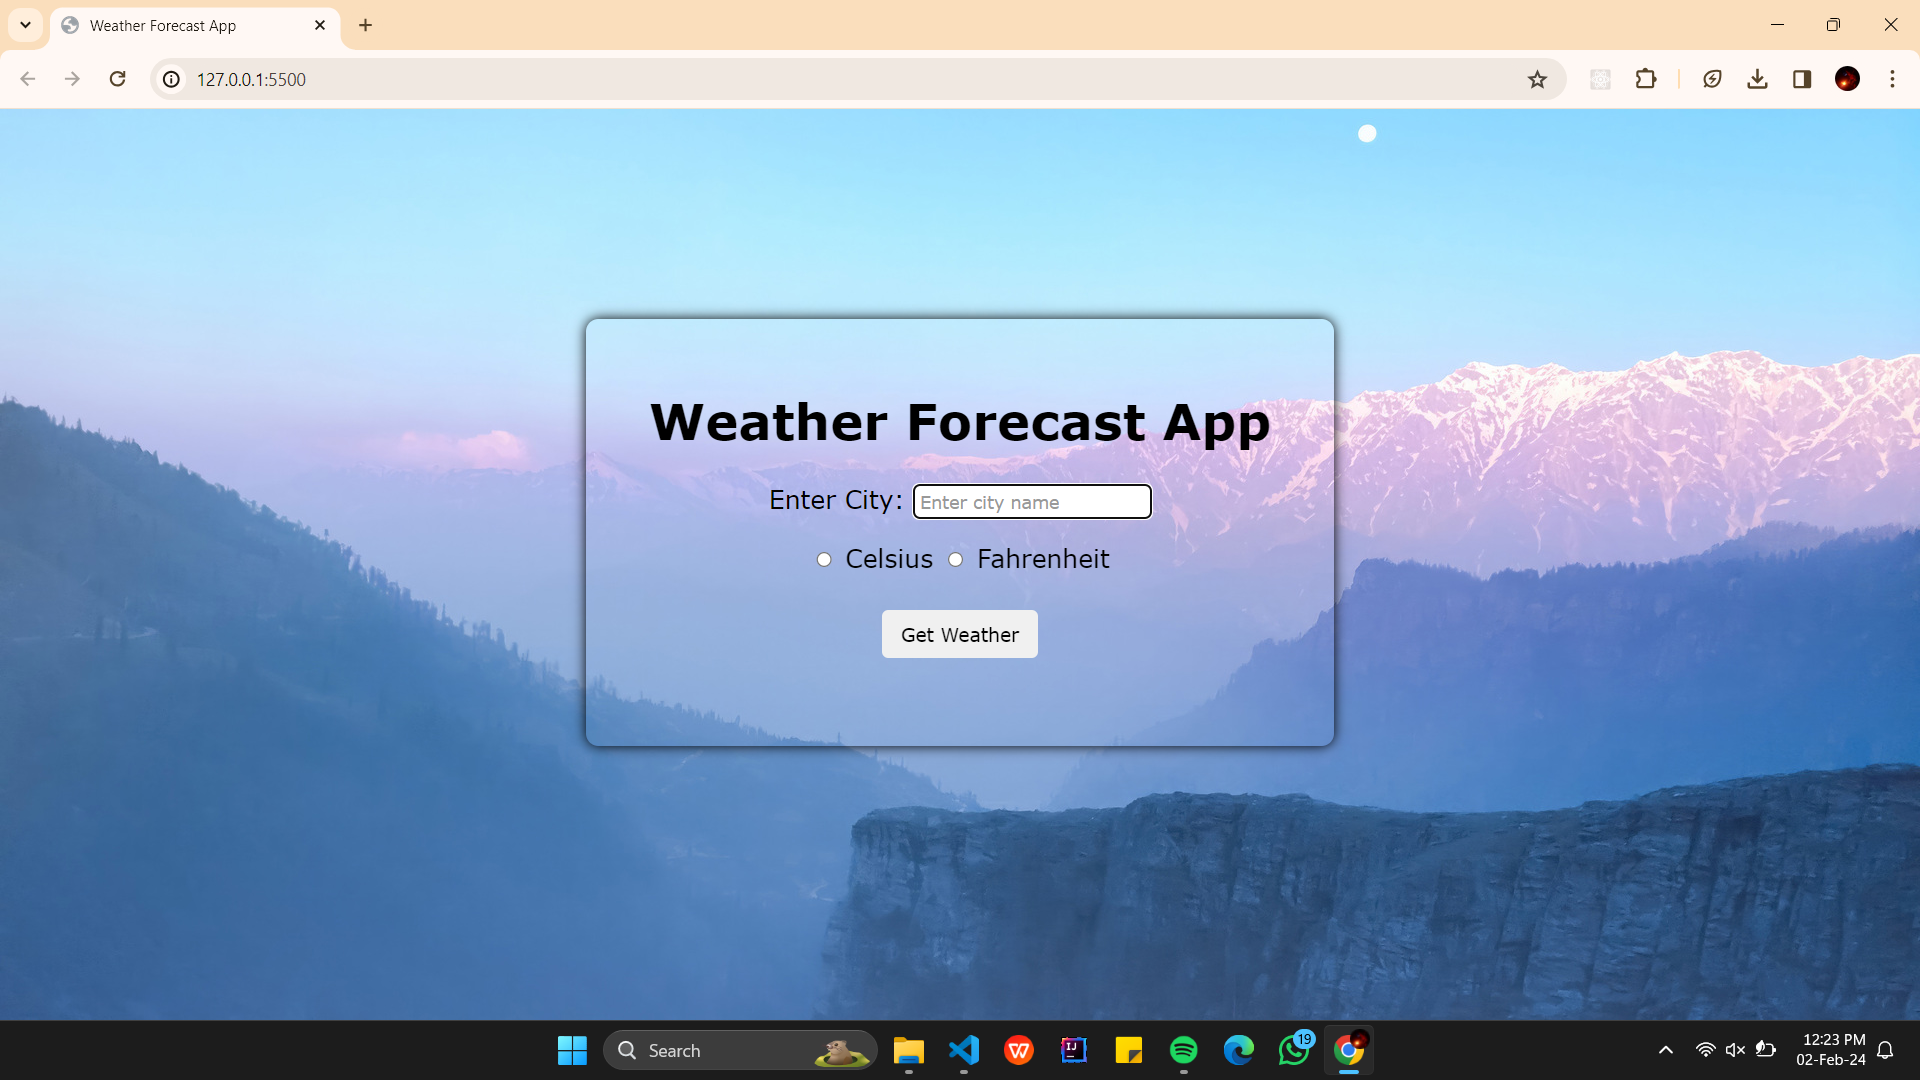 Weather Forecast App
127.0.0.1:5500
Weather Forecast App
Enter City: Enter city name
Celsius Fahrenheit
Get Weather
Search
W
IJ
19
12:23 PM
02-Feb-24